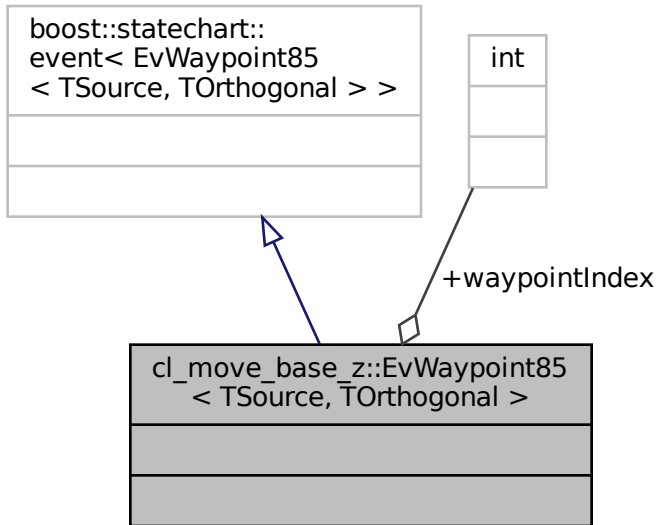 boost::statechart::
event< EvWaypoint85
< TSource, TOrthogonal > >
int
+waypointIndex
cl_move_base_z::EvWaypoint85
< TSource, TOrthogonal >